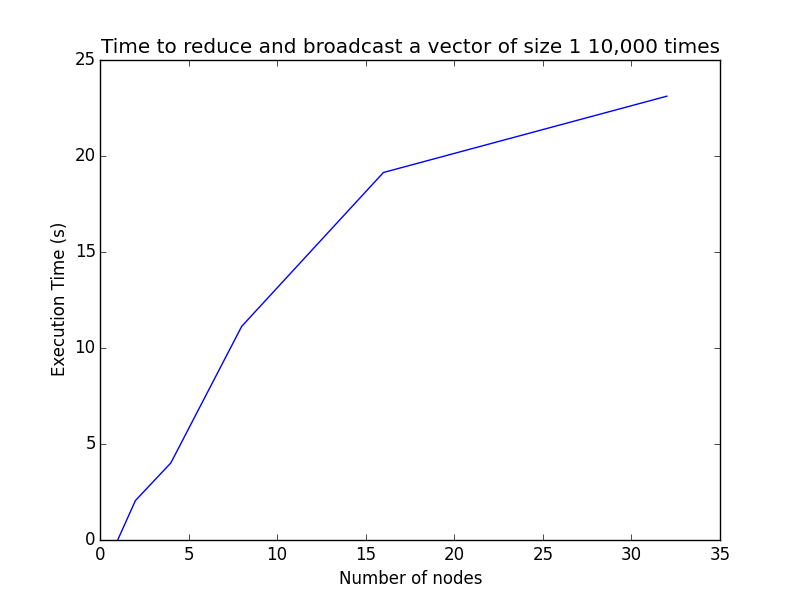 Time to reduce and broadcast a vector of size 1 10,000 times
25
20
15
10
5
0
Execution Time (s)
0 5 10 15 20 25 30 35
Number of nodes